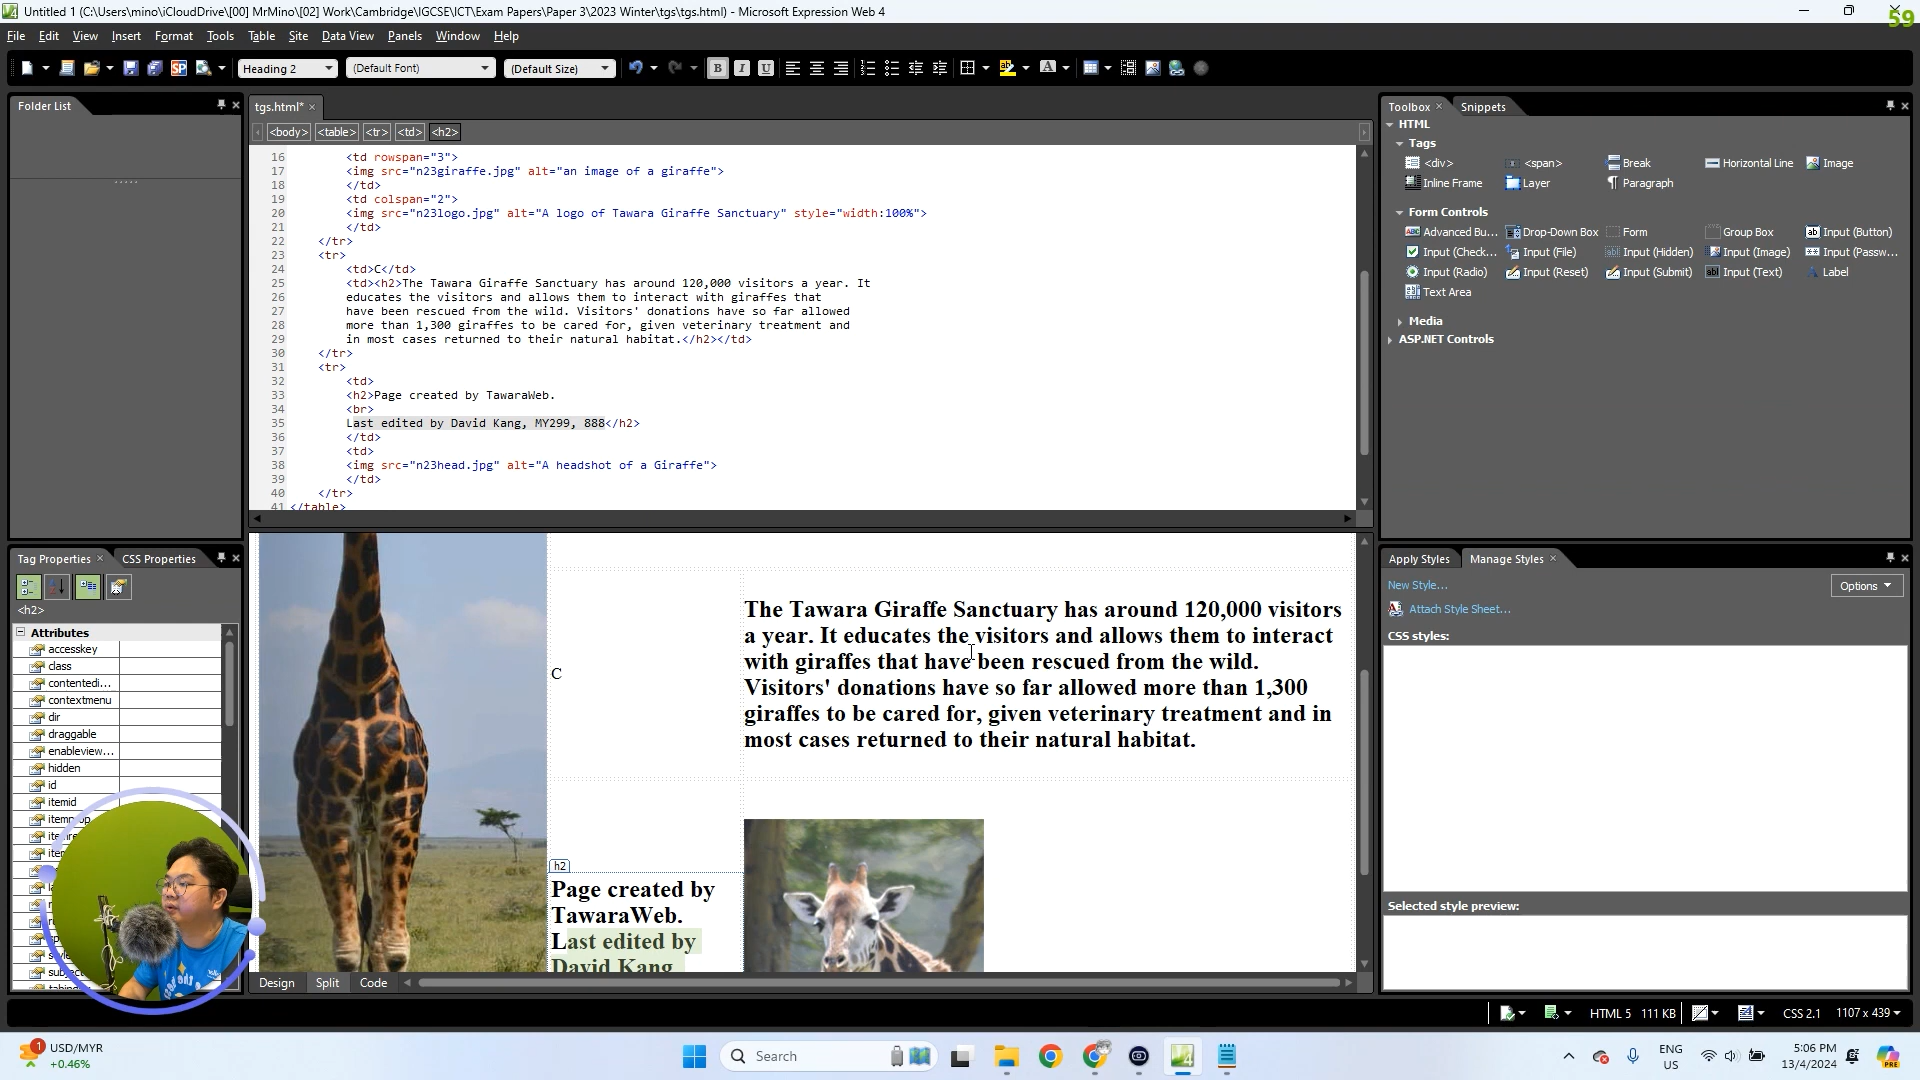 Untitled 1 (C:\Users\mino\iCloudDrive\[00] MrMino\[02] Work\Cambridge\IGCSE\ICT\Exam Papers\Paper 3\2023 Winter\tgs\tgs.html) - Microsoft Expression Web 4
59
File Edit View Insert Format Tools Table Site Data View Panels Window Help
Heading 2 (Default Font) (Default Size)
Folder List
tgs.html*
<body> <table> <tr> <td> <h2>
16 <td rowspan="3">
17 <img src="n23giraffe.jpg" alt="an image of a giraffe">
18 </td>
19 <td colspan="2">
20 <img src="n23logo.jpg" alt="A logo of Tawara Giraffe Sanctuary" style="width:100%">
21 </td>
22 </tr>
23 <tr>
24 <td>C</td>
25 <td><h2>The Tawara Giraffe Sanctuary has around 120,000 visitors a year. It
26 educates the visitors and allows them to interact with giraffes that
27 have been rescued from the wild. Visitors' donations have so far allowed
28 more than 1,300 giraffes to be cared for, given veterinary treatment and
29 in most cases returned to their natural habitat.</h2></td>
30 </tr>
31 <tr>
32 <td>
33 <h2>Page created by TawaraWeb.
34 <br>
35 Last edited by David Kang, MY299, 888</h2>
36 </td>
37 <td>
38 <img src="n23head.jpg" alt="A headshot of a Giraffe">
39 </td>
40 </tr>
41 </table>
The Tawara Giraffe Sanctuary has around 120,000 visitors
a year. It educates the visitors and allows them to interact
with giraffes that have been rescued from the wild.
Visitors' donations have so far allowed more than 1,300
giraffes to be cared for, given veterinary treatment and in
most cases returned to their natural habitat.
C
h2
Page created by
TawaraWeb.
Last edited by
David Kang
Design Split Code
Tag Properties CSS Properties
<h2>
Attributes
accesskey
class
contentedi...
contextmenu
dir
draggable
enableview...
hidden
id
itemid
Toolbox Snippets
HTML
Tags
<div> <span> Break Horizontal Line Image
Inline Frame Layer Paragraph
Form Controls
Advanced Bu... Drop-Down Box Form Group Box Input (Button)
Input (Check... Input (File) Input (Hidden) Input (Image) Input (Passw...
Input (Radio) Input (Reset) Input (Submit) Input (Text) Label
Text Area
Media
ASP.NET Controls
Apply Styles Manage Styles
New Style... Options
Attach Style Sheet...
CSS styles:
Selected style preview:
HTML 5 111 KB CSS 2.1 1107 x 439
1 USD/MYR
+0.46%
Search
ENG
US
5:06 PM
13/4/2024
PRE